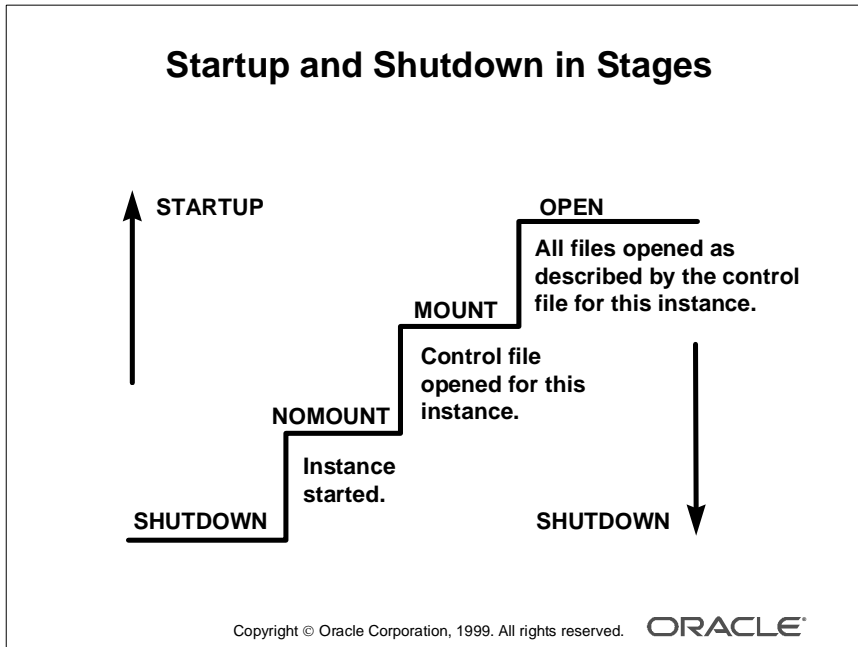 Startup and Shutdown in Stages
STARTUP
OPEN
All files opened as
described by the control
file for this instance.
MOUNT
Control file
opened for this
instance.
NOMOUNT
Instance
started.
SHUTDOWN
SHUTDOWN
Copyright © Oracle Corporation, 1999. All rights reserved.
ORACLE®